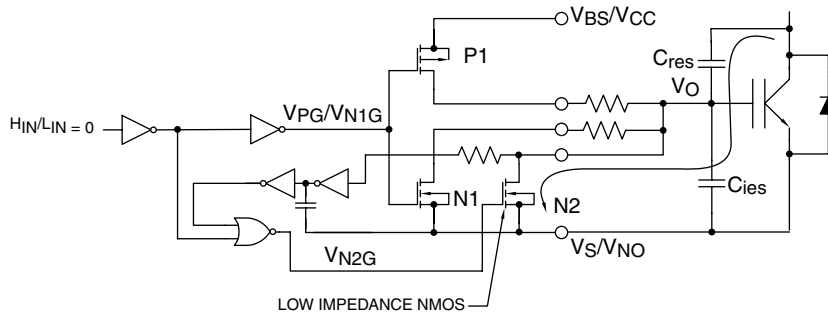 VBS/VCC
P1
Cres
VO
HIN/LIN = 0
VPG/VN1G
N1
N2
Cies
VS/VNO
VN2G
LOW IMPEDANCE NMOS